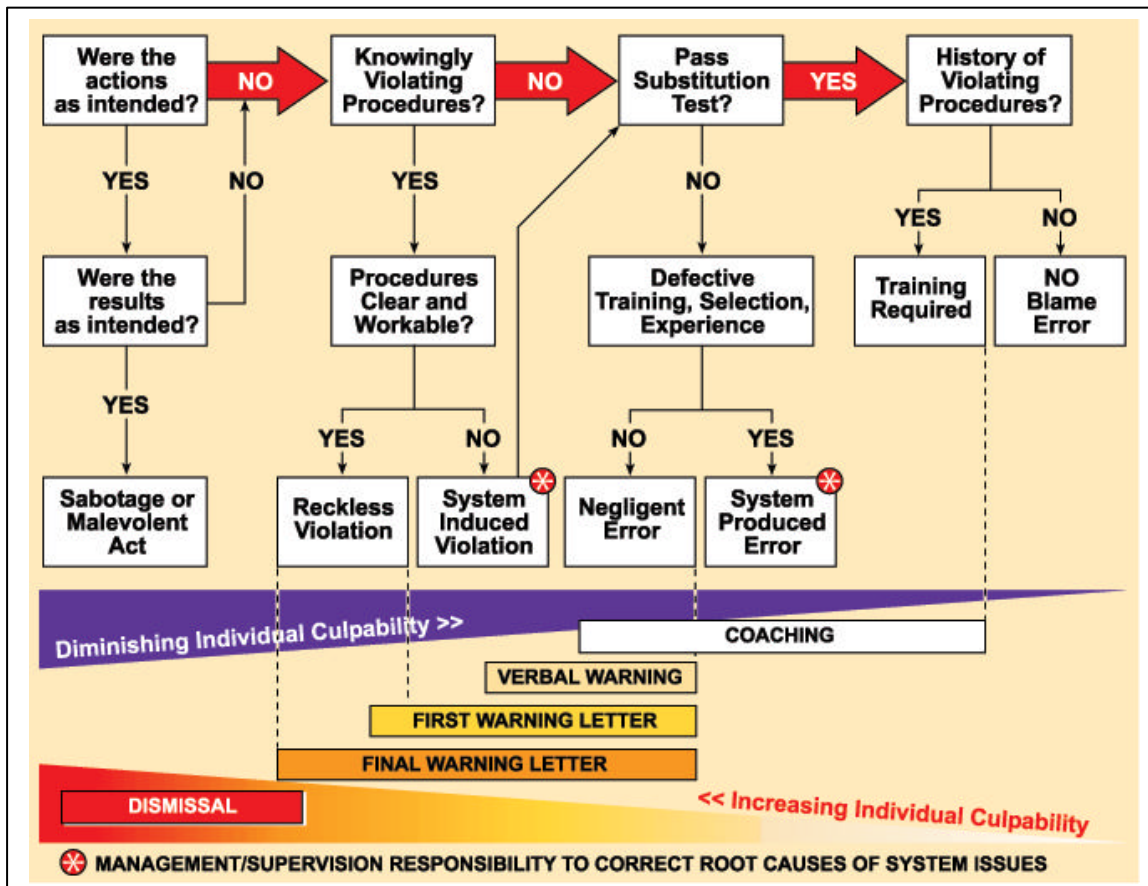 Were the
actions
as intended?
NO
Knowingly
Violating
Procedures?
NO
Pass
Substitution
Test?
YES
History of
Violating
Procedures?
YES
NO
YES
NO
YES
NO
Were the
results
as intended?
Procedures
Clear and
Workable?
Defective
Training, Selection,
Experience
Training
Required
NO
Blame
Error
YES
YES
NO
NO
YES
Sabotage or
Malevolent
Act
Reckless
Violation
System
Induced
Violation
Negligent
Error
System
Produced
Error
Diminishing Individual Culpability >>
COACHING
VERBAL WARNING
FIRST WARNING LETTER
FINAL WARNING LETTER
DISMISSAL
<< Increasing Individual Culpability
MANAGEMENT/SUPERVISION RESPONSIBILITY TO CORRECT ROOT CAUSES OF SYSTEM ISSUES